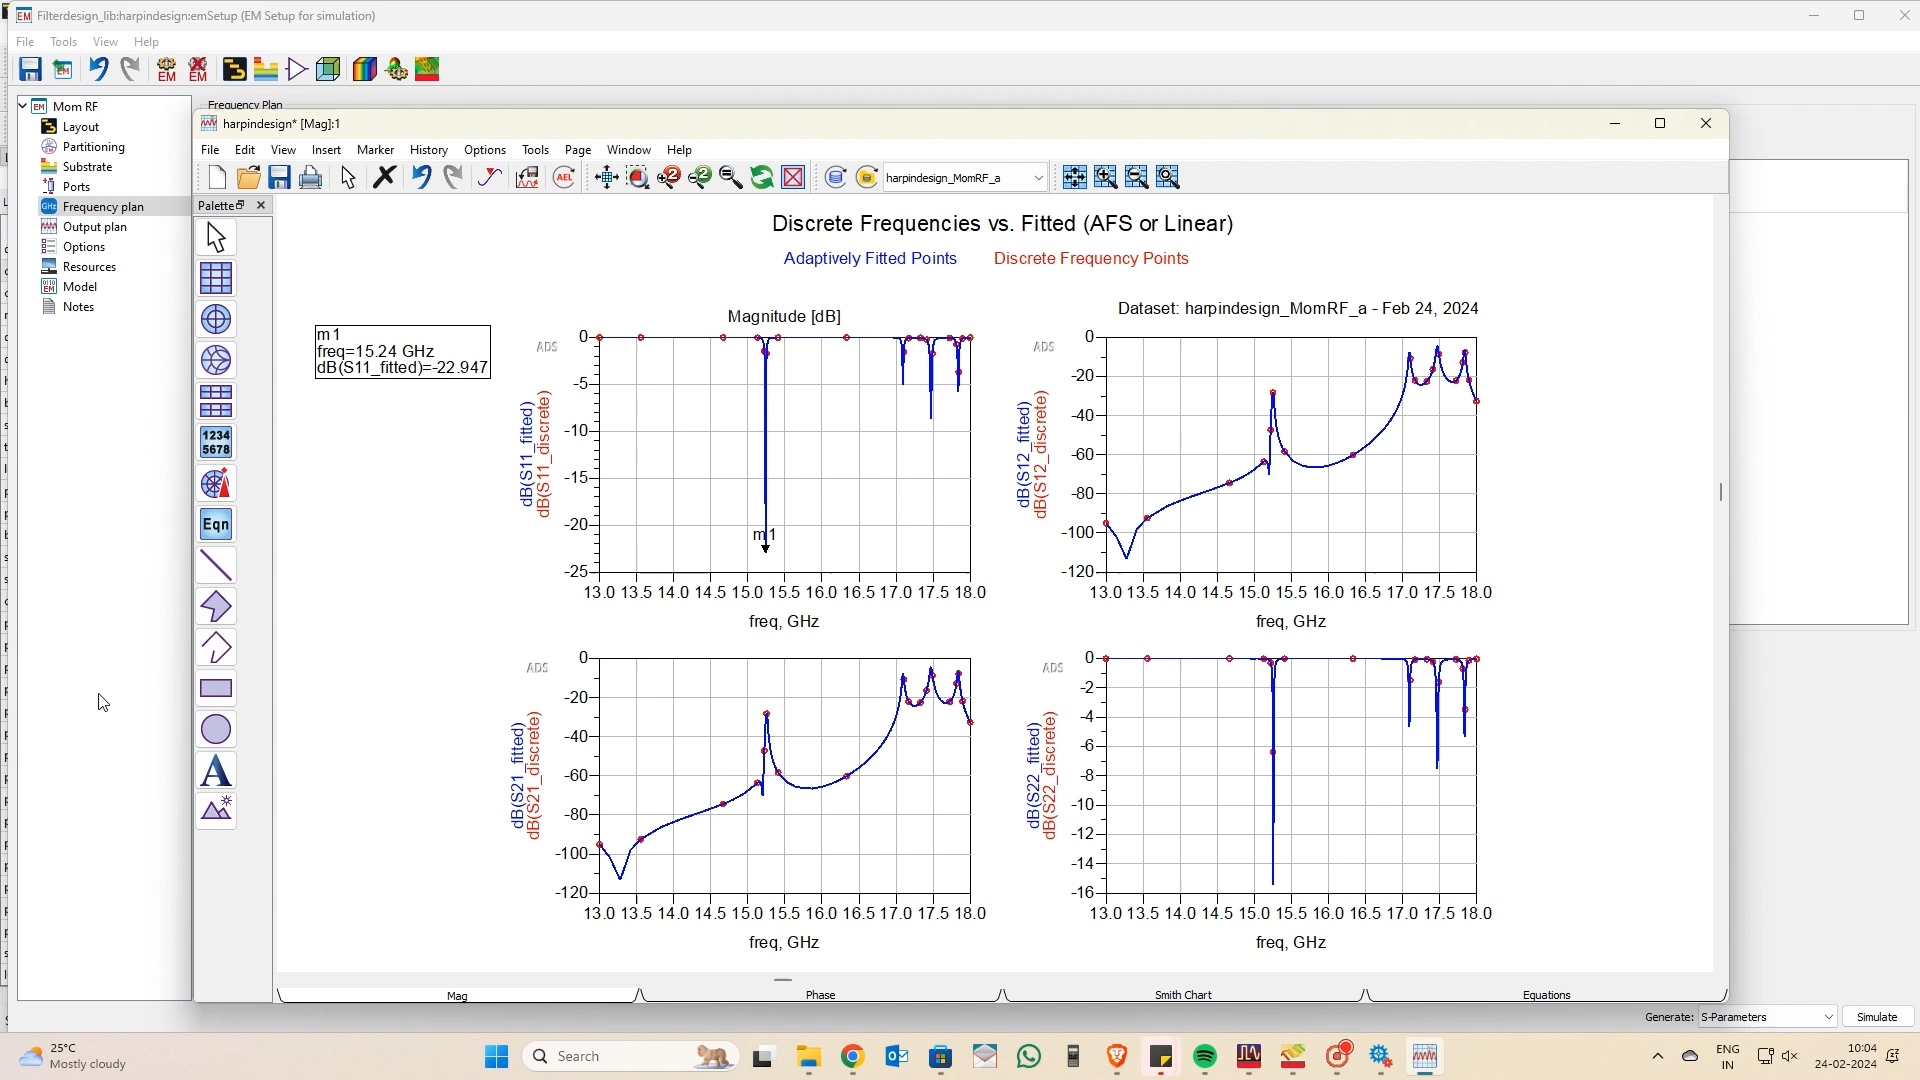 Filterdesign_lib:harpindesign:emSetup (EM Setup for simulation)
File Tools View Help
Frequency Plan
Mom RF
Layout
Partitioning
Substrate
Ports
Frequency plan
Output plan
Options
Resources
Model
Notes
harpindesign* [Mag]:1
File Edit View Insert Marker History Options Tools Page Window Help
harpindesign_MomRF_a
Palette
1234
5678
Eqn
Discrete Frequencies vs. Fitted (AFS or Linear)
Adaptively Fitted Points Discrete Frequency Points
m1
freq=15.24 GHz
dB(S11_fitted)=-22.947
Magnitude [dB]
ADS
dB(S11_fitted)
dB(S11_discrete)
0
-5
-10
-15
-20
-25
m1
13.0 13.5 14.0 14.5 15.0 15.5 16.0 16.5 17.0 17.5 18.0
freq, GHz
Dataset: harpindesign_MomRF_a - Feb 24, 2024
ADS
dB(S12_fitted)
dB(S12_discrete)
0
-20
-40
-60
-80
-100
-120
13.0 13.5 14.0 14.5 15.0 15.5 16.0 16.5 17.0 17.5 18.0
freq, GHz
ADS
dB(S21_fitted)
dB(S21_discrete)
0
-20
-40
-60
-80
-100
-120
13.0 13.5 14.0 14.5 15.0 15.5 16.0 16.5 17.0 17.5 18.0
freq, GHz
ADS
dB(S22_fitted)
dB(S22_discrete)
0
-2
-4
-6
-8
-10
-12
-14
-16
13.0 13.5 14.0 14.5 15.0 15.5 16.0 16.5 17.0 17.5 18.0
freq, GHz
Mag Phase Smith Chart Equations
Generate: S-Parameters Simulate
25°C
Mostly cloudy
Search
ENG
IN
10:04
24-02-2024